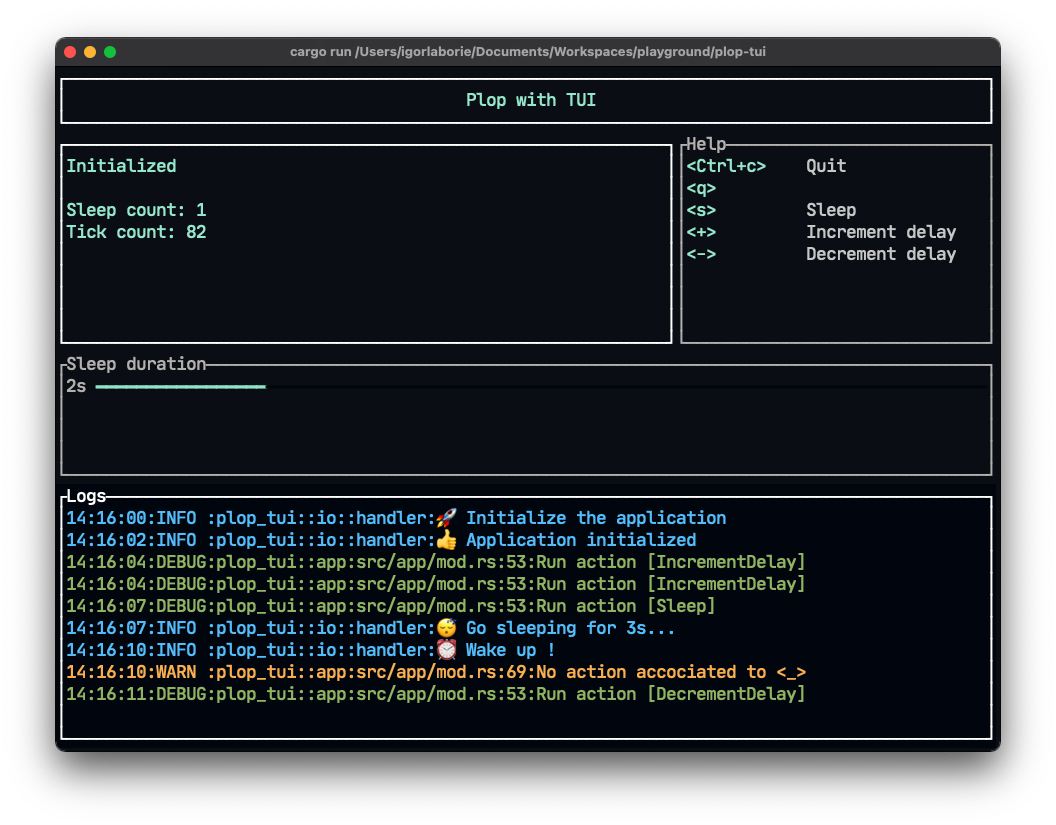 cargo run /Users/igorlaborie/Documents/Workspaces/playground/plop-tui
Plop with TUI
Initialized
Sleep count: 1
Tick count: 82
Help
<Ctrl+c> Quit
<q>
<s> Sleep
<+> Increment delay
<-> Decrement delay
Sleep duration
2s
Logs
14:16:00:INFO :plop_tui::io::handler:🚀 Initialize the application
14:16:02:INFO :plop_tui::io::handler:👍 Application initialized
14:16:04:DEBUG:plop_tui::app:src/app/mod.rs:53:Run action [IncrementDelay]
14:16:04:DEBUG:plop_tui::app:src/app/mod.rs:53:Run action [IncrementDelay]
14:16:07:DEBUG:plop_tui::app:src/app/mod.rs:53:Run action [Sleep]
14:16:07:INFO :plop_tui::io::handler:😴 Go sleeping for 3s...
14:16:10:INFO :plop_tui::io::handler:⏰ Wake up !
14:16:10:WARN :plop_tui::app:src/app/mod.rs:69:No action accociated to <_>
14:16:11:DEBUG:plop_tui::app:src/app/mod.rs:53:Run action [DecrementDelay]